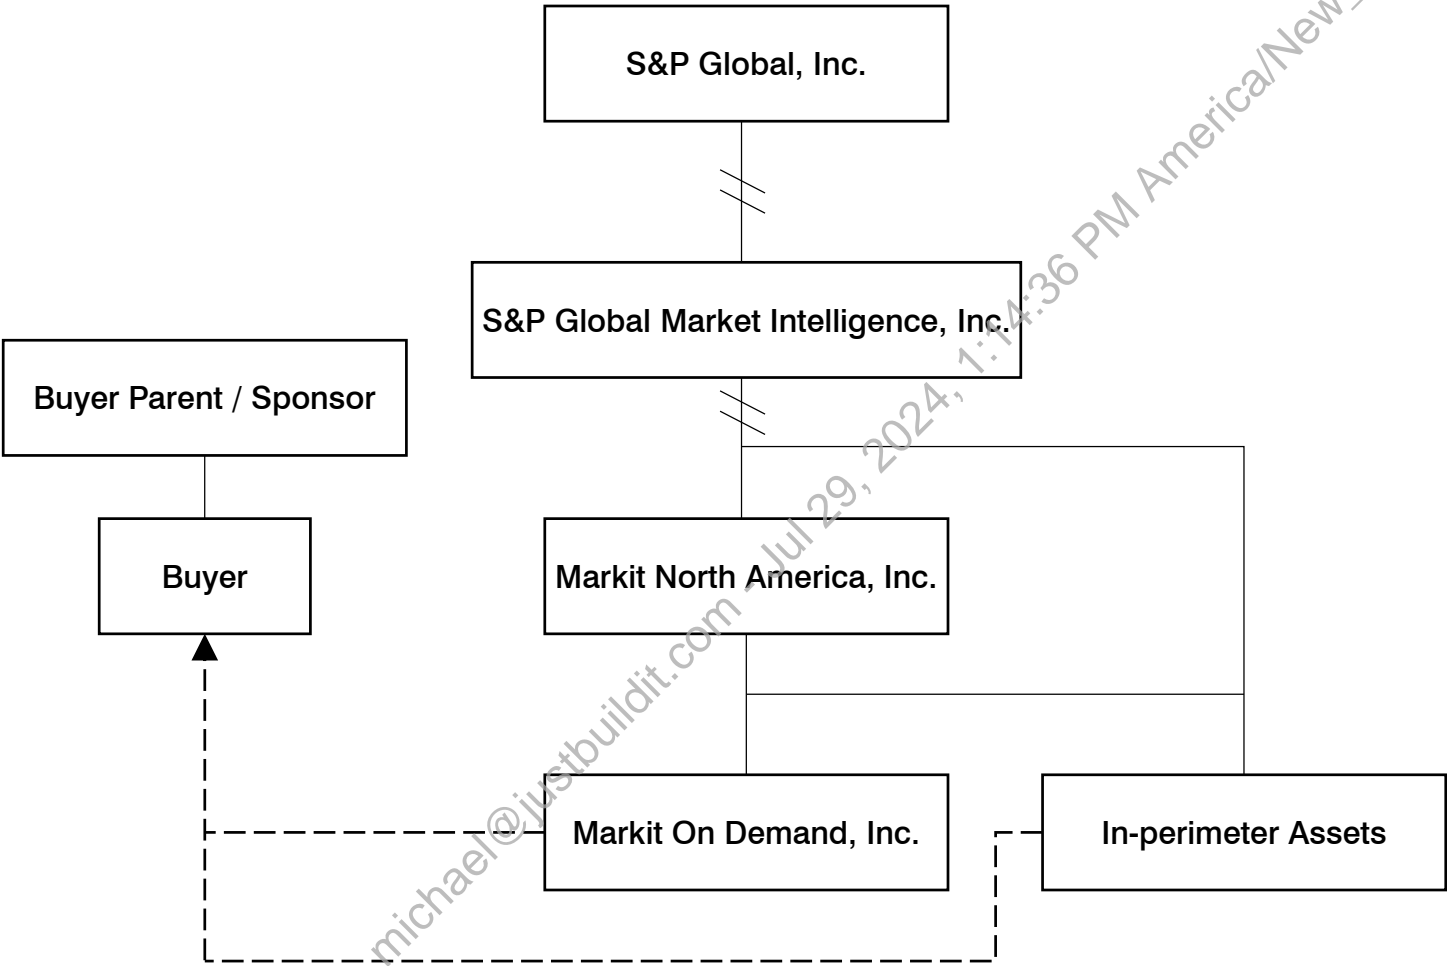 S&P Global, Inc.
S&P Global Market Intelligence, Inc.
Buyer Parent / Sponsor
Buyer
Markit North America, Inc.
Markit On Demand, Inc.
In-perimeter Assets
michael@justbuildit.com - Jul 29, 2024, 1:14:36 PM America/New_